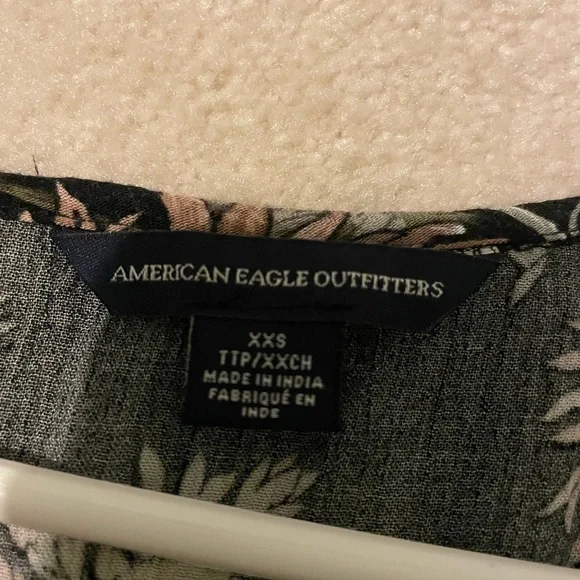 AMERICAN EAGLE OUTFITTERS
XXS
TTP/XXCH
MADE IN INDIA
FABRIQUÉ EN
INDE